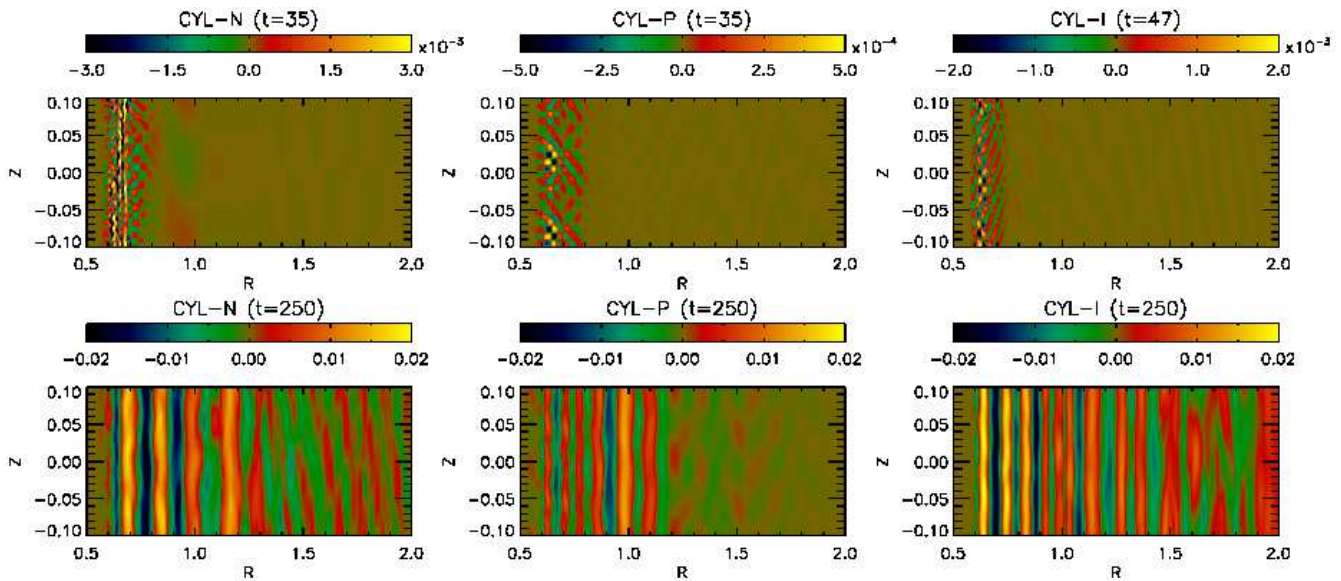 CYL-N (t=35) CYL-P (t=35) CYL-I (t=47)
x10⁻³ x10⁻⁴ x10⁻³
-3.0 -1.5 0.0 1.5 3.0 -5.0 -2.5 0.0 2.5 5.0 -2.0 -1.0 0.0 1.0 2.0
0.10 0.10 0.10
0.05 0.05 0.05
Z 0.00 Z 0.00 Z 0.00
-0.05 -0.05 -0.05
-0.10 -0.10 -0.10
0.5 1.0 1.5 2.0 0.5 1.0 1.5 2.0 0.5 1.0 1.5 2.0
R R R
CYL-N (t=250) CYL-P (t=250) CYL-I (t=250)
-0.02 -0.01 0.00 0.01 0.02 -0.02 -0.01 0.00 0.01 0.02 -0.02 -0.01 0.00 0.01 0.02
0.10 0.10 0.10
0.05 0.05 0.05
Z 0.00 Z 0.00 Z 0.00
-0.05 -0.05 -0.05
-0.10 -0.10 -0.10
0.5 1.0 1.5 2.0 0.5 1.0 1.5 2.0 0.5 1.0 1.5 2.0
R R R